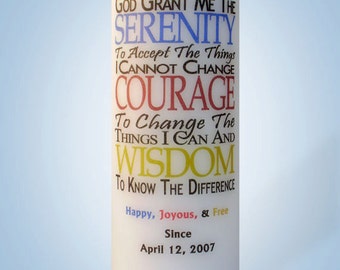 GOD GRANT ME THE
SERENITY
To Accept The Things
I CANNOT CHANGE
COURAGE
To Change The
THINGS I CAN AND
WISDOM
TO KNOW THE DIFFERENCE
Happy, Joyous, & Free
Since
April 12, 2007